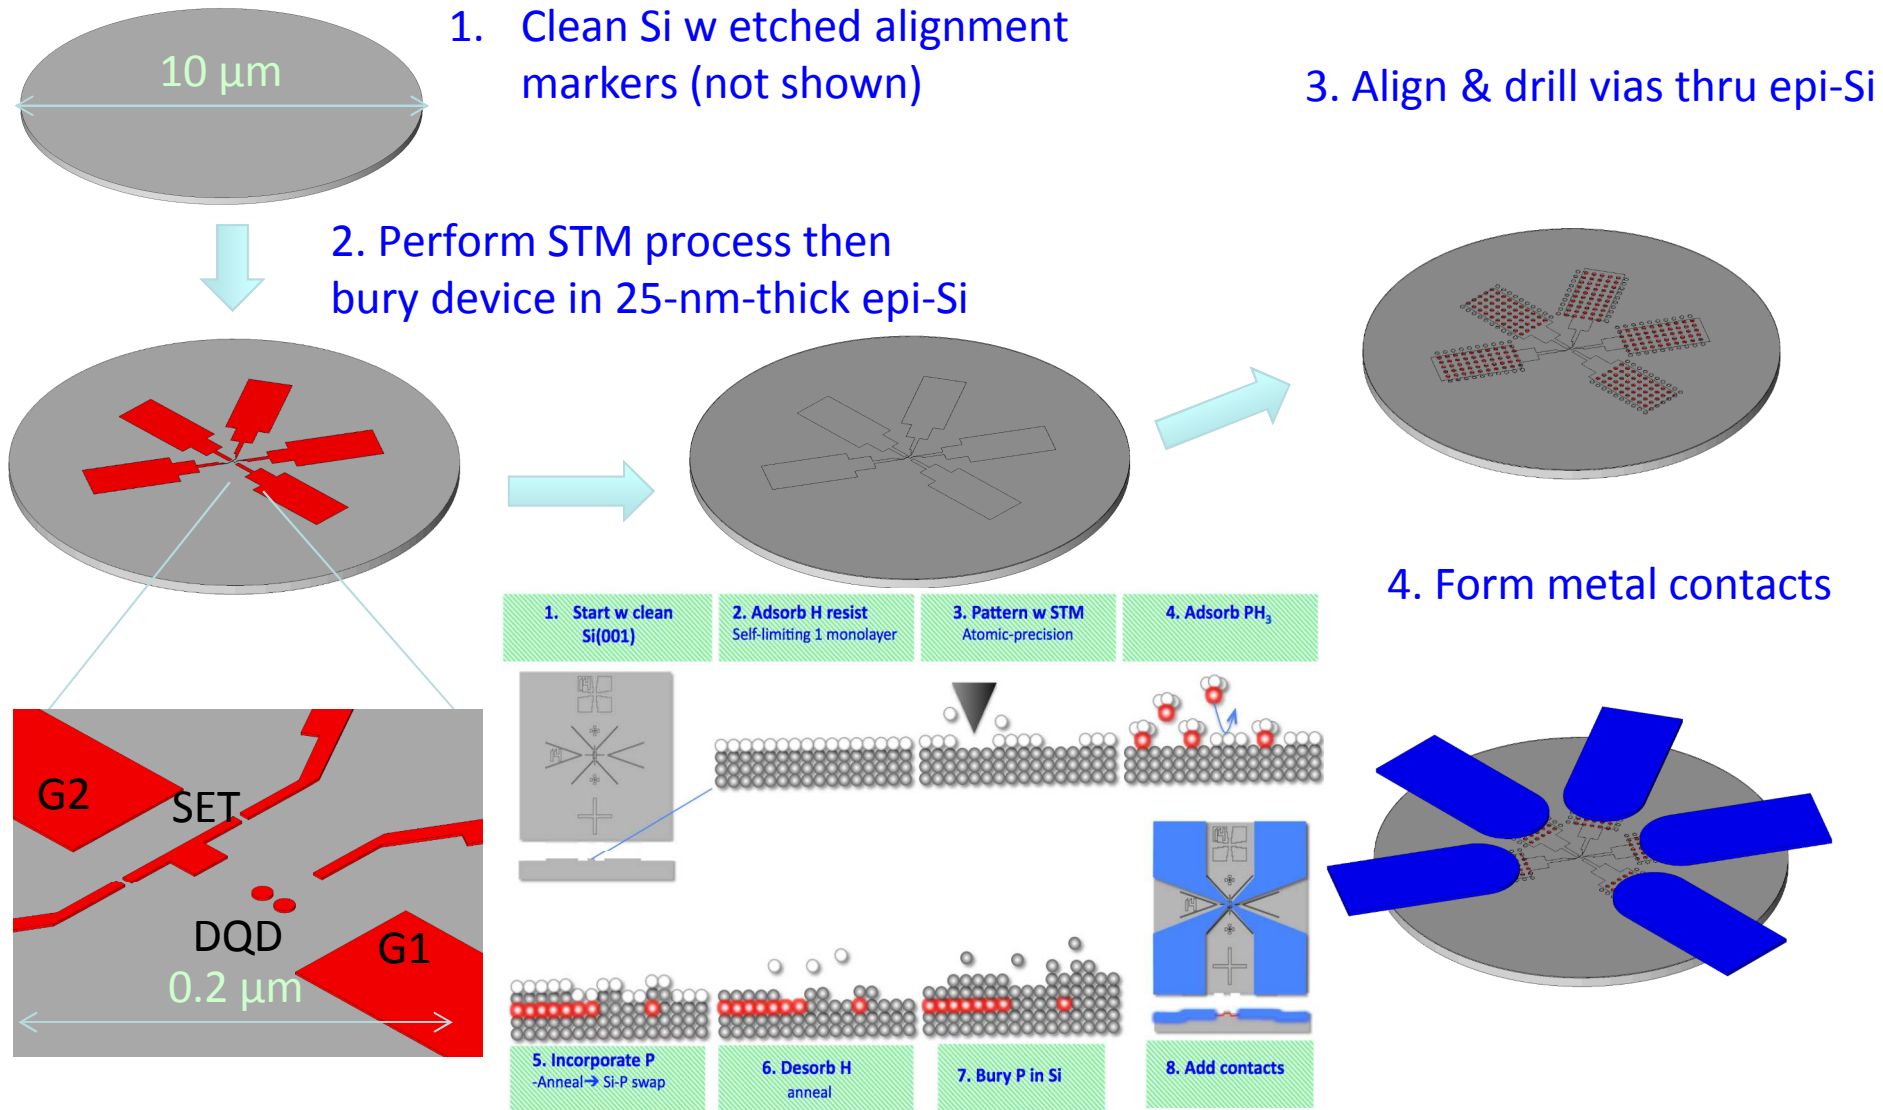 1. Clean Si w etched alignment
markers (not shown)
10 µm
3. Align & drill vias thru epi-Si
2. Perform STM process then
bury device in 25-nm-thick epi-Si
4. Form metal contacts
1. Start w clean
Si(001)
2. Adsorb H resist
Self-limiting 1 monolayer
3. Pattern w STM
Atomic-precision
4. Adsorb PH₃
G2
SET
DQD
G1
0.2 µm
5. Incorporate P
-Anneal→ Si-P swap
6. Desorb H
anneal
7. Bury P in Si
8. Add contacts